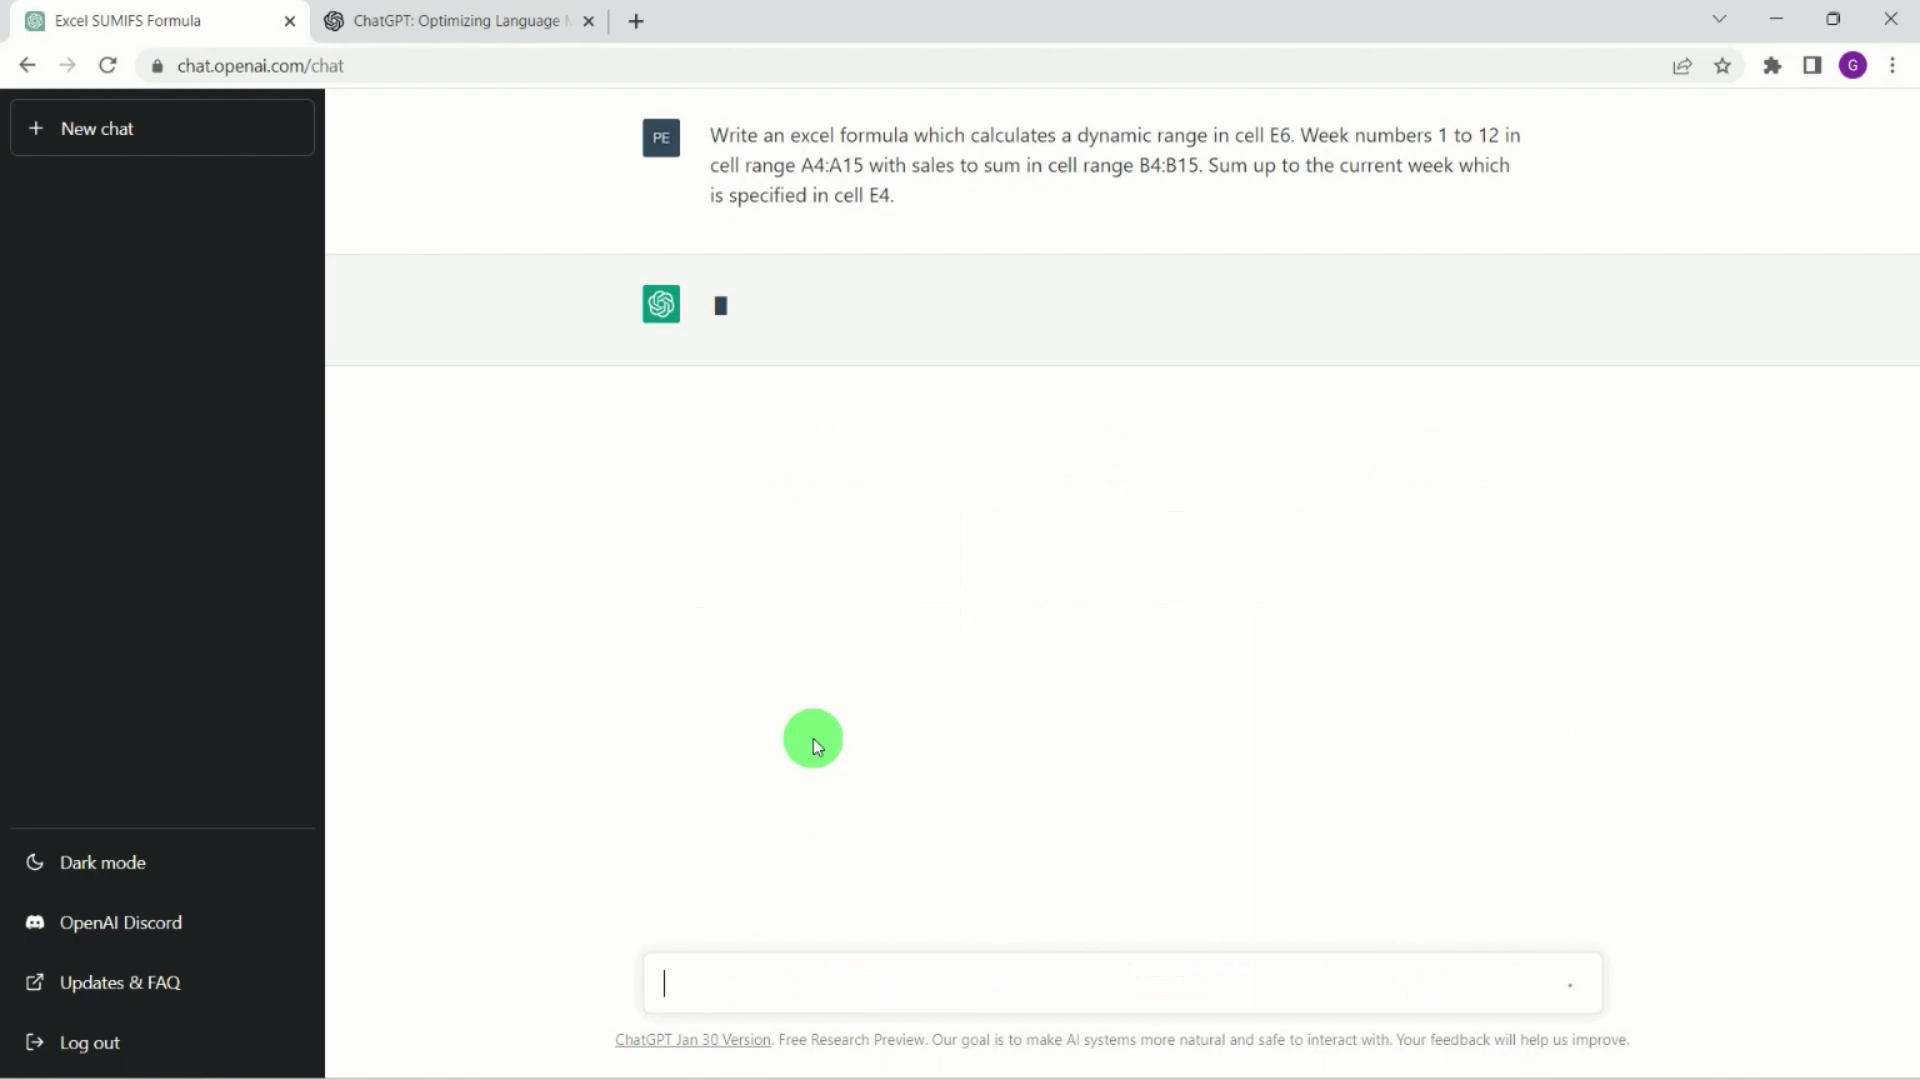 Excel SUMIFS Formula
ChatGPT: Optimizing Language
chat.openai.com/chat
G
New chat
PE
Write an excel formula which calculates a dynamic range in cell E6. Week numbers 1 to 12 in
cell range A4:A15 with sales to sum in cell range B4:B15. Sum up to the current week which
is specified in cell E4.
Dark mode
OpenAI Discord
Updates & FAQ
Log out
ChatGPT Jan 30 Version. Free Research Preview. Our goal is to make AI systems more natural and safe to interact with. Your feedback will help us improve.